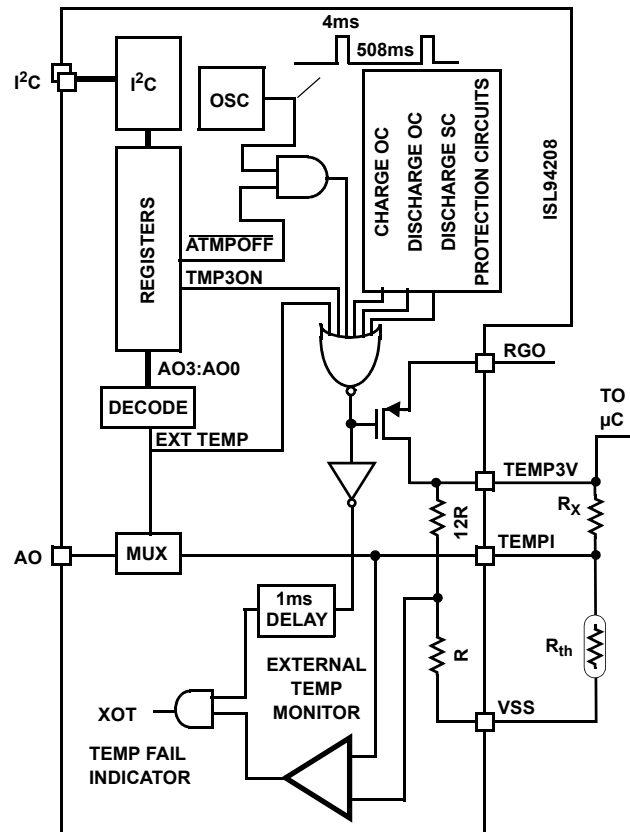 4ms
508ms
I²C
I²C
OSC
CHARGE OC
DISCHARGE OC
DISCHARGE SC
PROTECTION CIRCUITS
ISL94208
REGISTERS
ATMPOFF
TMP3ON
AO3:AO0
RGO
DECODE
TO
µC
EXT TEMP
TEMP3V
12R
RX
AO
MUX
TEMPI
1ms
DELAY
R
Rth
EXTERNAL
TEMP
MONITOR
VSS
XOT
TEMP FAIL
INDICATOR